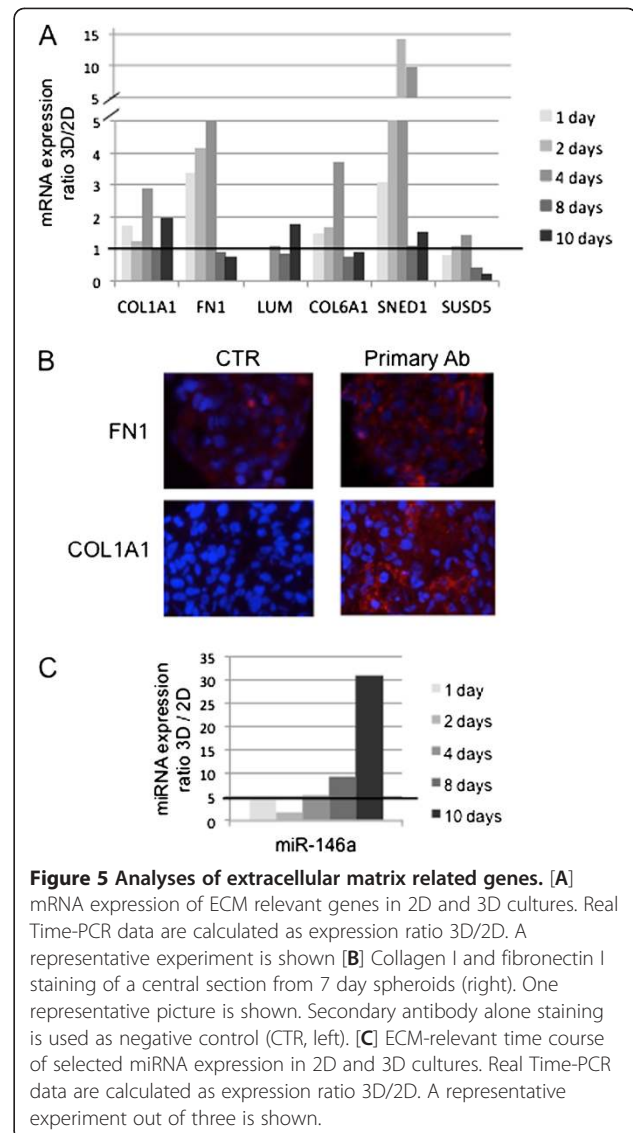 A
15
10
5
5
4
3
2
1
0
mRNA expression
ratio 3D/2D
COL1A1 FN1 LUM COL6A1 SNED1 SUSD5
1 day
2 days
4 days
8 days
10 days
B
CTR Primary Ab
FN1
COL1A1
C
35
30
25
20
15
10
5
0
miRNA expression
ratio 3D / 2D
miR-146a
1 day
2 days
4 days
8 days
10 days
Figure 5 Analyses of extracellular matrix related genes. [A]
mRNA expression of ECM relevant genes in 2D and 3D cultures. Real
Time-PCR data are calculated as expression ratio 3D/2D. A
representative experiment is shown [B] Collagen I and fibronectin I
staining of a central section from 7 day spheroids (right). One
representative picture is shown. Secondary antibody alone staining
is used as negative control (CTR, left). [C] ECM-relevant time course
of selected miRNA expression in 2D and 3D cultures. Real Time-PCR
data are calculated as expression ratio 3D/2D. A representative
experiment out of three is shown.